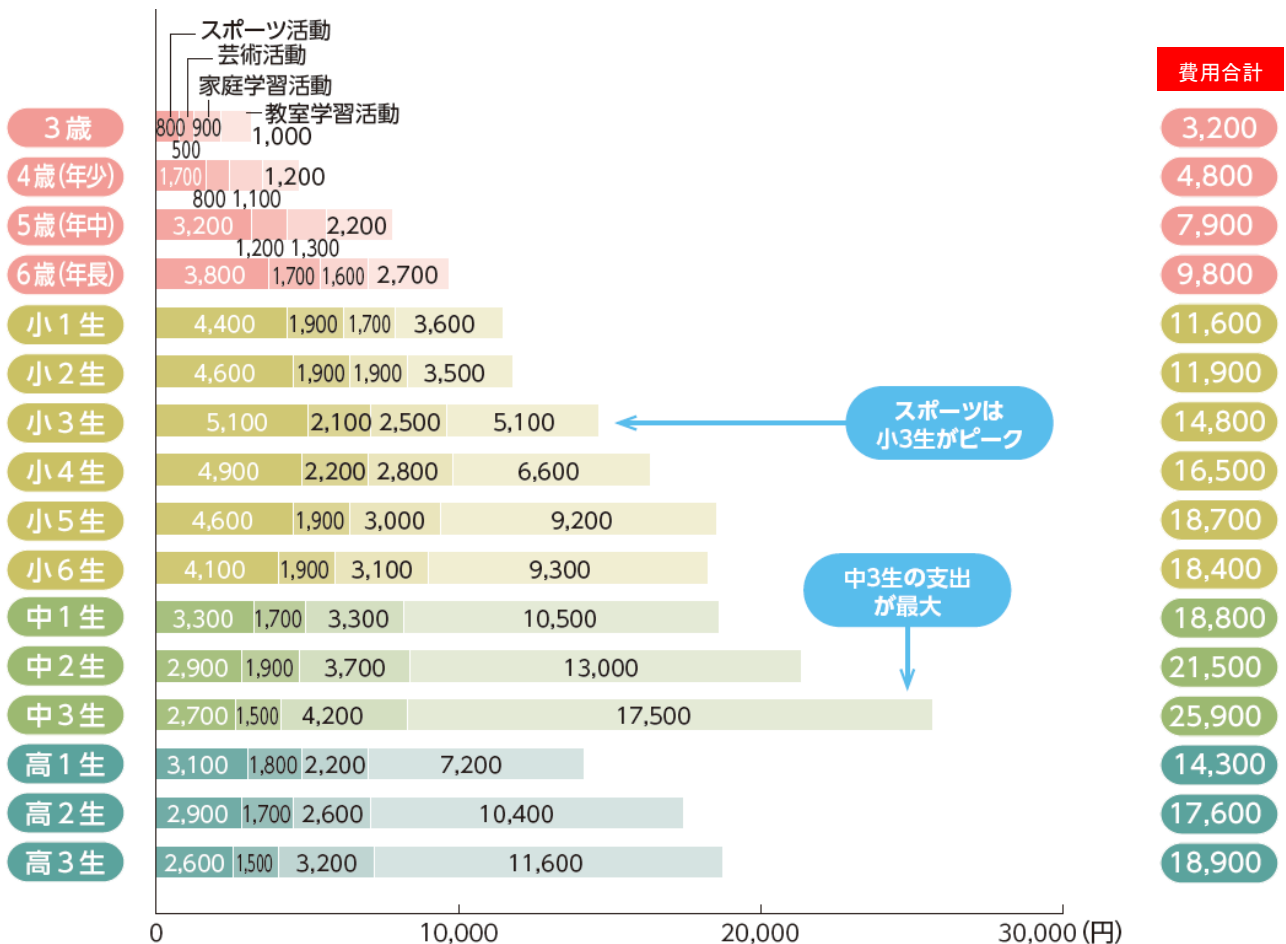 スポーツ活動
芸術活動
家庭学習活動
教室学習活動
費用合計
3歳 800 500 900 1,000 3,200
4歳(年少) 1,700 800 1,100 1,200 4,800
5歳(年中) 3,200 1,200 1,300 2,200 7,900
6歳(年長) 3,800 1,700 1,600 2,700 9,800
小1生 4,400 1,900 1,700 3,600 11,600
小2生 4,600 1,900 1,900 3,500 11,900
小3生 5,100 2,100 2,500 5,100 14,800
スポーツは
小3生がピーク
小4生 4,900 2,200 2,800 6,600 16,500
小5生 4,600 1,900 3,000 9,200 18,700
小6生 4,100 1,900 3,100 9,300 18,400
中3生の支出
が最大
中1生 3,300 1,700 3,300 10,500 18,800
中2生 2,900 1,900 3,700 13,000 21,500
中3生 2,700 1,500 4,200 17,500 25,900
高1生 3,100 1,800 2,200 7,200 14,300
高2生 2,900 1,700 2,600 10,400 17,600
高3生 2,600 1,500 3,200 11,600 18,900
0 10,000 20,000 30,000(円)